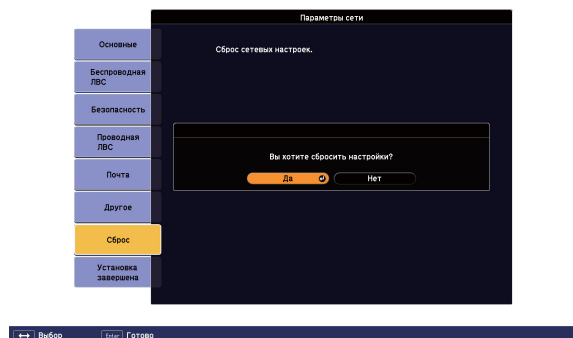 Параметры сети
Основные
Сброс сетевых настроек.
Беспроводная
ЛВС
Безопасность
Проводная
ЛВС
Вы хотите сбросить настройки?
Да
Нет
Почта
Другое
Сброс
Установка
завершена
Выбор
Enter Готово